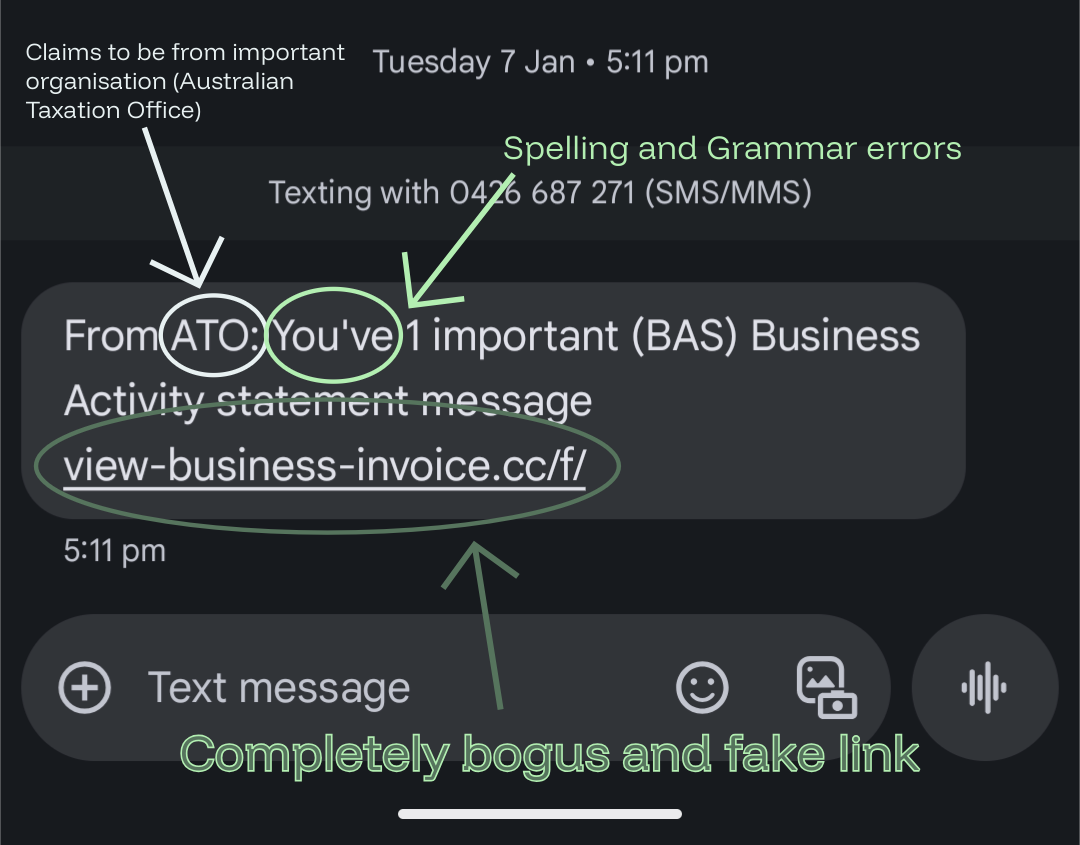 Claims to be from important
organisation (Australian
Taxation Office)
Tuesday 7 Jan • 5:11 pm
Spelling and Grammar errors
Texting with 0426 687 271 (SMS/MMS)
From ATO: You've 1 important (BAS) Business
Activity statement message
view-business-invoice.cc/f/
5:11 pm
Text message
Completely bogus and fake link